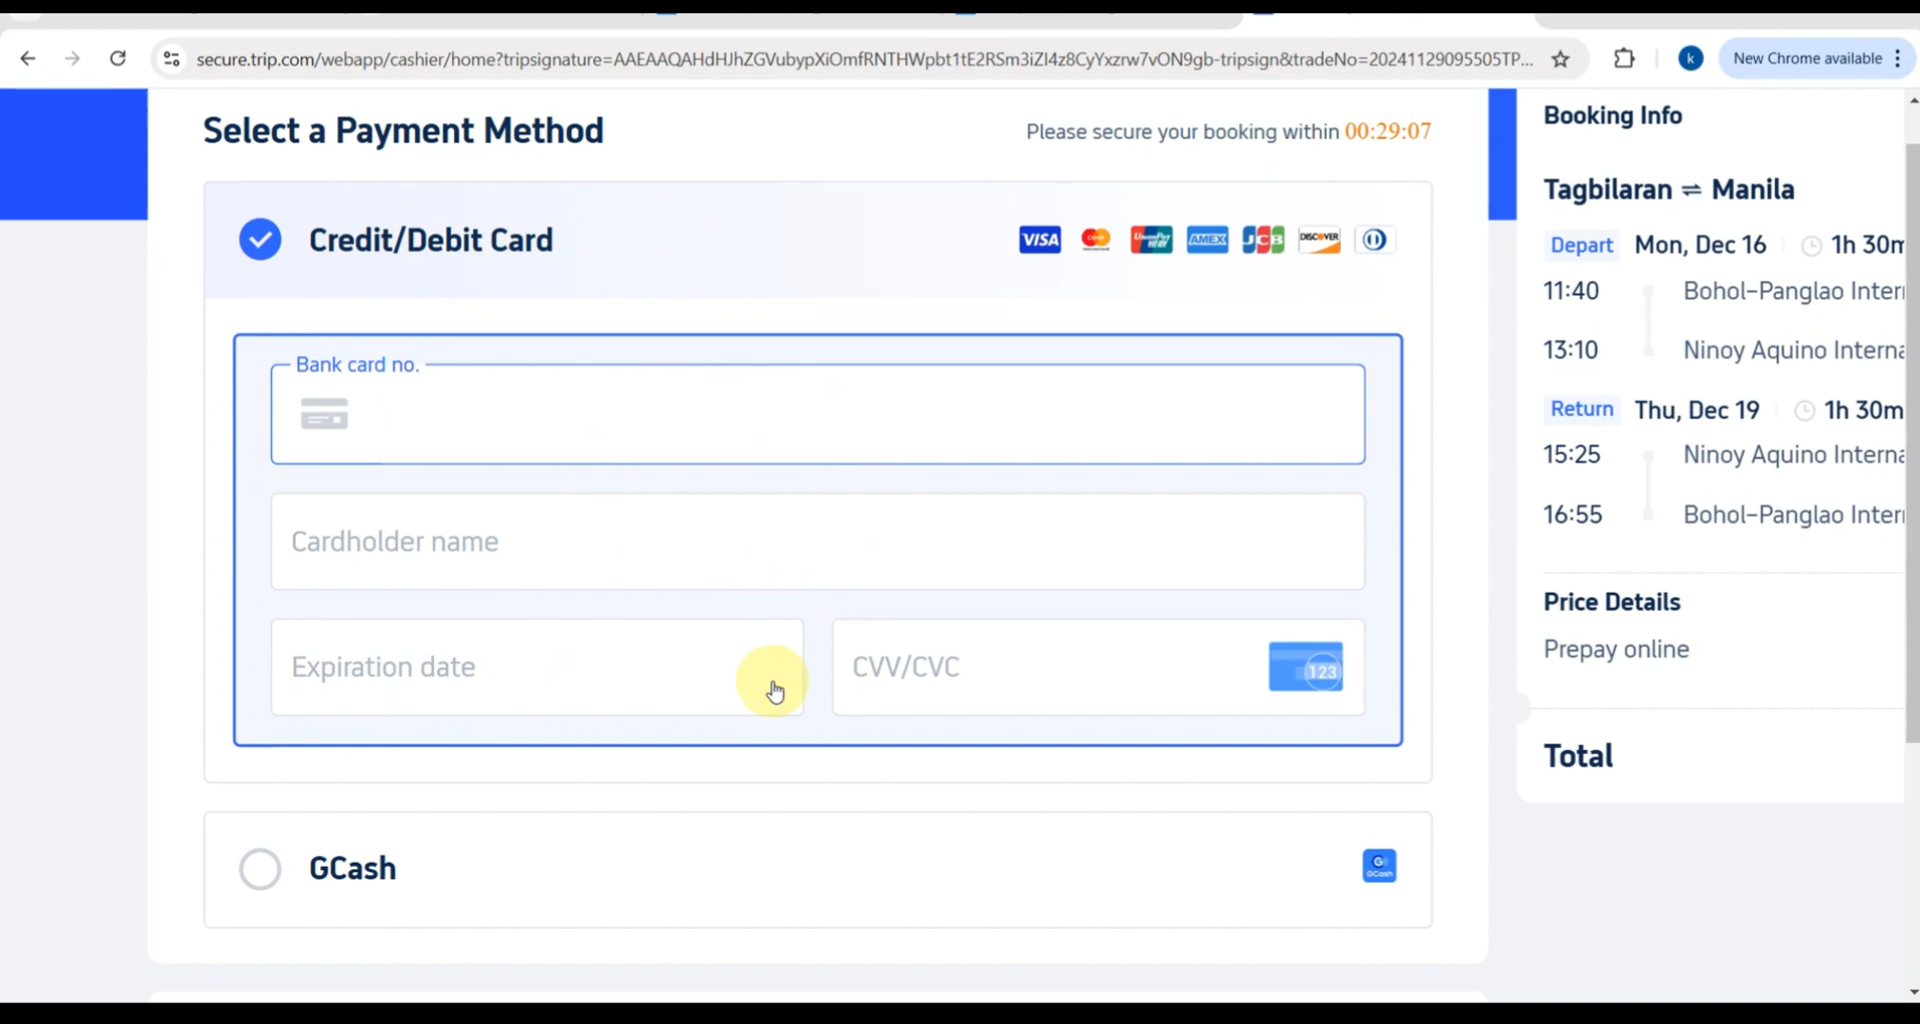 secure.trip.com/webapp/cashier/home?tripsignature=AAEAAQAHdHJhZGVubypXiOmfRNTHWpbt1tE2RSm3iZI4z8CyYxzrw7vON9gb-tripsign&tradeNo=20241129095505TP...
k
New Chrome available
Select a Payment Method
Please secure your booking within 00:29:07
Credit/Debit Card
VISA
UnionPay
AMEX
JCB
DISCOVER
Bank card no.
Cardholder name
Expiration date
CVV/CVC
123
GCash
G
GCash
Booking Info
Tagbilaran ⇌ Manila
Depart Mon, Dec 16 1h 30m
11:40 Bohol-Panglao Inter
13:10 Ninoy Aquino Interna
Return Thu, Dec 19 1h 30m
15:25 Ninoy Aquino Interna
16:55 Bohol-Panglao Inter
Price Details
Prepay online
Total